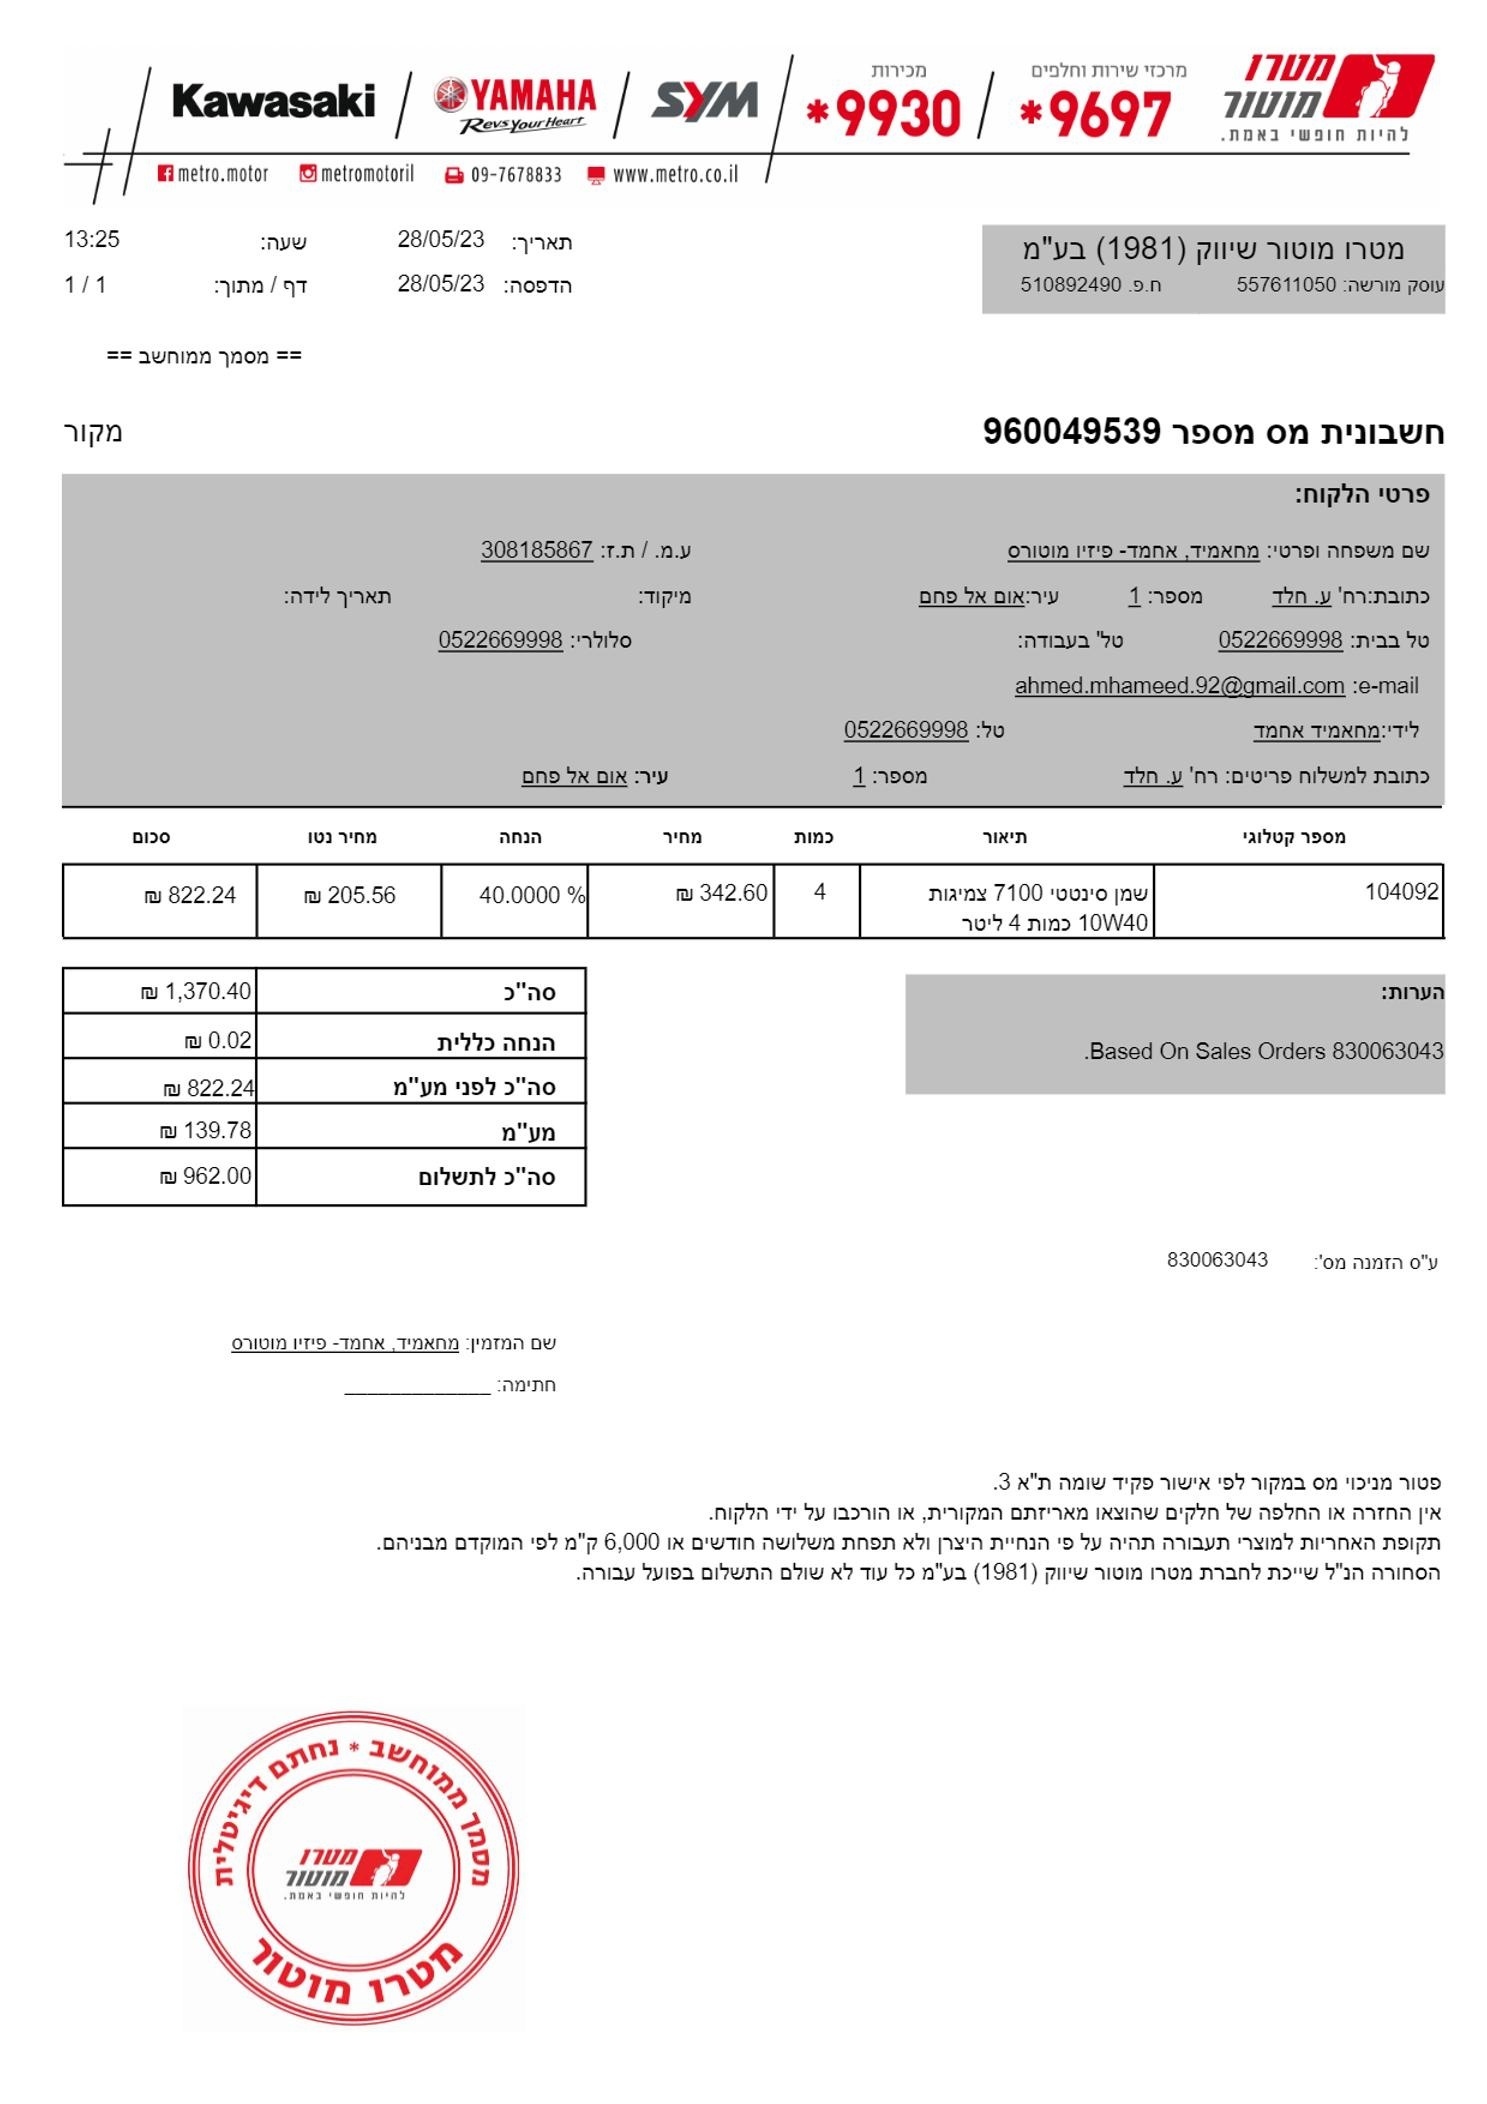 מטרו
מוטור
להיות חופשי באמת.
מרכזי שירות וחלפים
*9697
מכירות
*9930
SYM
YAMAHA
Revs Your Heart
Kawasaki
metro.motor metromotoril 09-7678833 www.metro.co.il
מטרו מוטור שיווק (1981) בע"מ
עוסק מורשה: 557611050 ח.פ. 510892490
תאריך: 28/05/23 שעה: 13:25
הדפסה: 28/05/23 דף / מתוך: 1 / 1
== מסמך ממוחשב ==
חשבונית מס מספר 960049539 מקור
פרטי הלקוח:
שם משפחה ופרטי: מחאמיד, אחמד- פיזיו מוטורס ע.מ. / ת.ז: 308185867
כתובת:רח' ע. חלד מספר: 1 עיר:אום אל פחם מיקוד: תאריך לידה:
טל בבית: 0522669998 טל' בעבודה: סלולרי: 0522669998
e-mail: ahmed.mhameed.92@gmail.com
לידי:מחאמיד אחמד טל: 0522669998
כתובת למשלוח פריטים: רח' ע. חלד מספר: 1 עיר: אום אל פחם
מספר קטלוגי תיאור כמות מחיר הנחה מחיר נטו סכום
104092 שמן סינטטי 7100 צמיגות 4 342.60 ₪ 40.0000 % 205.56 ₪ 822.24 ₪
10W40 כמות 4 ליטר
סה"כ 1,370.40 ₪
הנחה כללית 0.02 ₪
סה"כ לפני מע"מ 822.24 ₪
מע"מ 139.78 ₪
סה"כ לתשלום 962.00 ₪
הערות:
Based On Sales Orders 830063043.
ע"ס הזמנה מס': 830063043
שם המזמין: מחאמיד, אחמד- פיזיו מוטורס
חתימה: _____________
פטור מניכוי מס במקור לפי אישור פקיד שומה ת"א 3.
אין החזרה או החלפה של חלקים שהוצאו מאריזתם המקורית, או הורכבו על ידי הלקוח.
תקופת האחריות למוצרי תעבורה תהיה על פי הנחיית היצרן ולא תפחת משלושה חודשים או 6,000 ק"מ לפי המוקדם מבניהם.
הסחורה הנ"ל שייכת לחברת מטרו מוטור שיווק (1981) בע"מ כל עוד לא שולם התשלום בפועל עבורה.
מסמך ממוחשב * נחתם דיגיטלית
מטרו
מוטור
להיות חופשי באמת.
מטרו מוטור